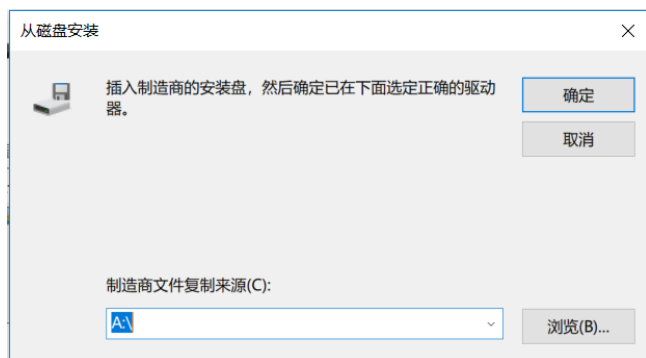 从磁盘安装
插入制造商的安装盘，然后确定已在下面选定正确的驱动
器。
确定
取消
制造商文件复制来源(C):
A:\
浏览(B)...